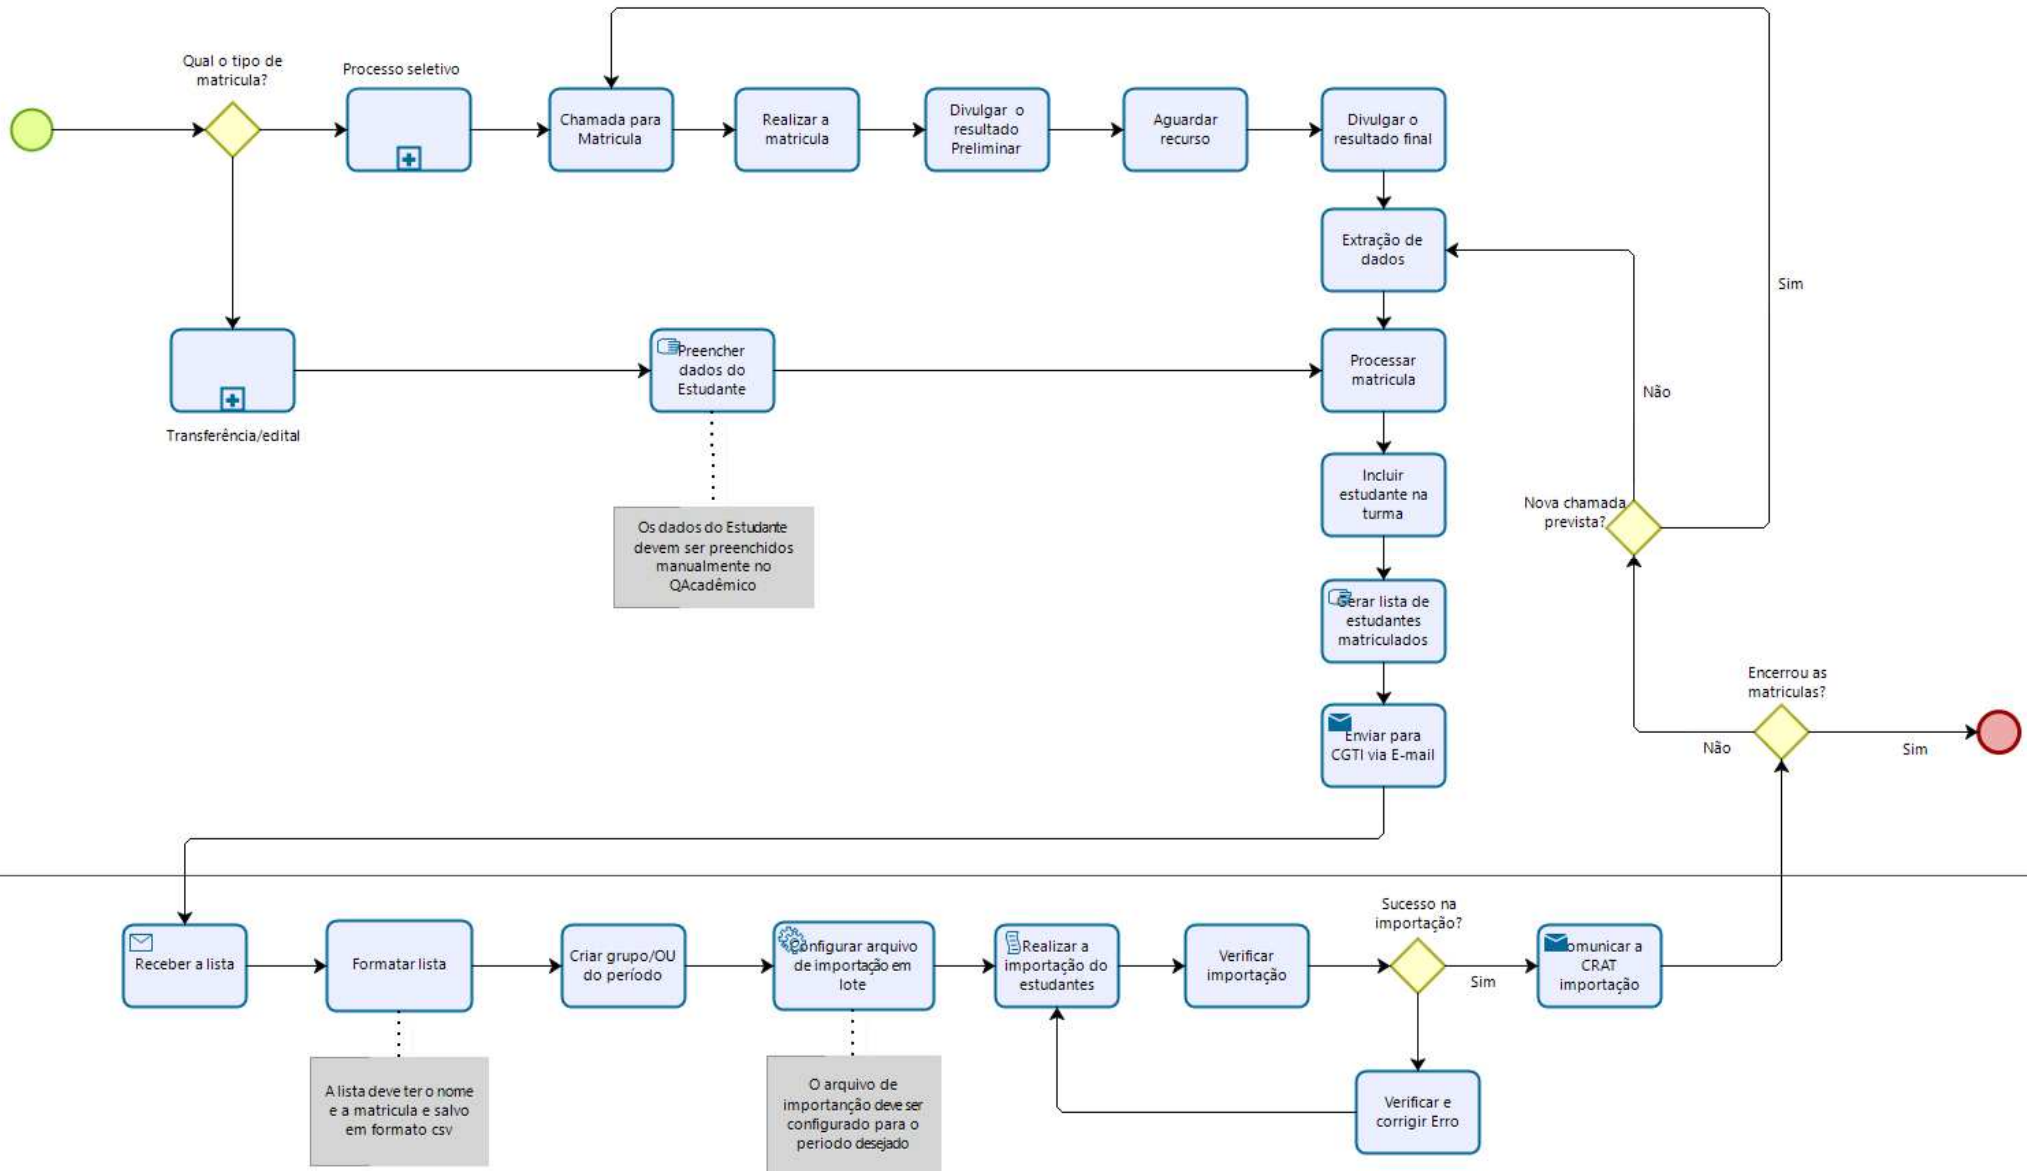 Qual o tipo de
matricula?
Processo seletivo
Chamada para
Matricula
Realizar a
matricula
Divulgar o
resultado
Preliminar
Aguardar
recurso
Divulgar o
resultado final
Extração de
dados
Sim
Não
Preencher
dados do
Estudante
Processar
matricula
Transferência/edital
Incluir
estudante na
turma
Nova chamada
prevista?
Os dados do Estudante
devem ser preenchidos
manualmente no
QAcadêmico
Gerar lista de
estudantes
matriculados
Encerrou as
matriculas?
Não
Sim
Enviar para
CGTI via E-mail
Receber a lista
Formatar lista
Criar grupo/OU
do período
Configurar arquivo
de importação em
lote
Realizar a
importação do
estudantes
Verificar
importação
Sucesso na
importação?
Sim
omunicar a
CRAT
importação
A lista deve ter o nome
e a matricula e salvo
em formato csv
O arquivo de
importanção deve ser
configurado para o
periodo desejado
Verificar e
corrigir Erro